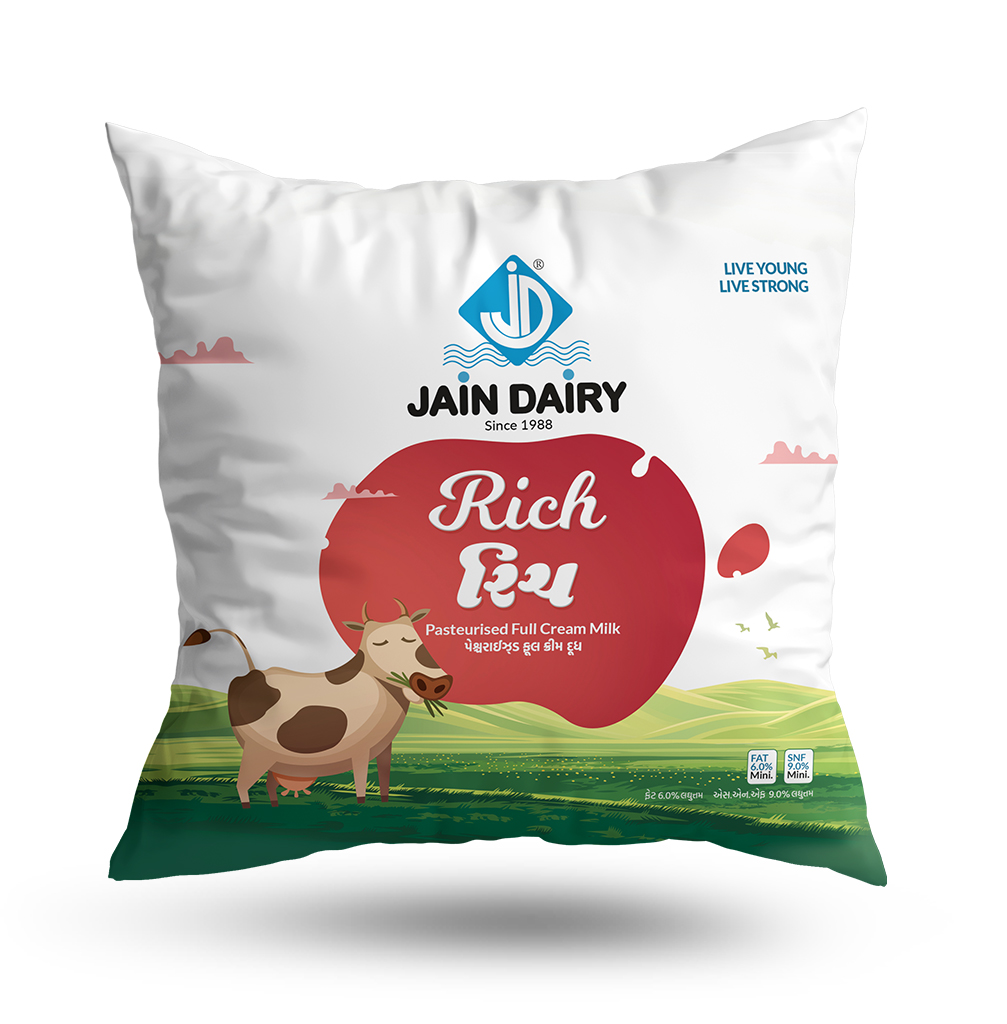 JD ®
LIVE YOUNG
LIVE STRONG
JAIN DAIRY
Since 1988
Rich
રિચ
Pasteurised Full Cream Milk
પેશ્ચરાઈઝ્ડ ફૂલ ક્રીમ દૂધ
FAT
6.0%
Mini.
SNF
9.0%
Mini.
ફેટ 6.0% લઘુતમ એસ.એન.એફ 9.0% લઘુતમ